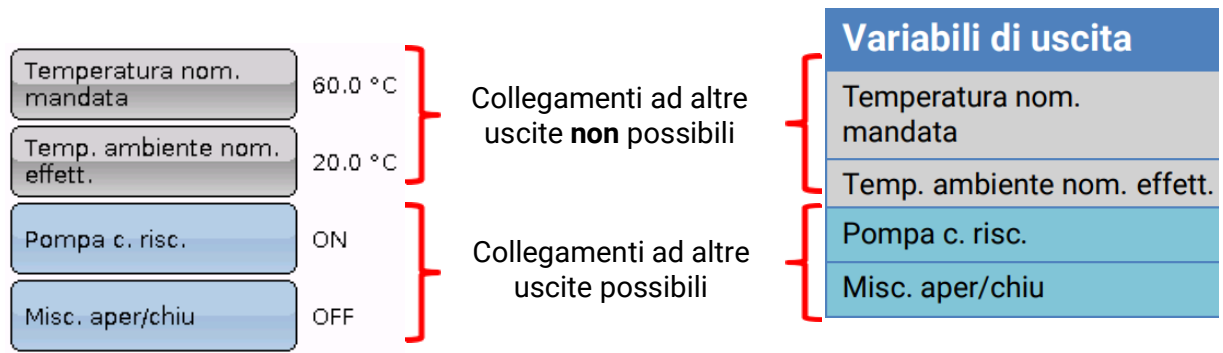 Temperatura nom.
mandata
60.0 °C
Temp. ambiente nom.
effett.
20.0 °C
Pompa c. risc.
ON
Misc. aper/chiu
OFF
Collegamenti ad altre
uscite non possibili
Collegamenti ad altre
uscite possibili
Variabili di uscita
Temperatura nom.
mandata
Temp. ambiente nom. effett.
Pompa c. risc.
Misc. aper/chiu